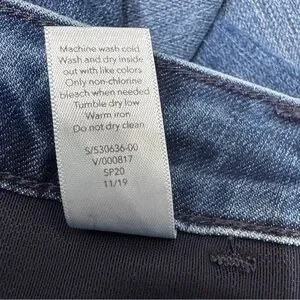 Machine wash cold
Wash and dry inside
out with like colors
Only non-chlorine
bleach when needed
Tumble dry low
Warm iron
Do not dry clean
S/530636-00
V/000817
SP20
11/19